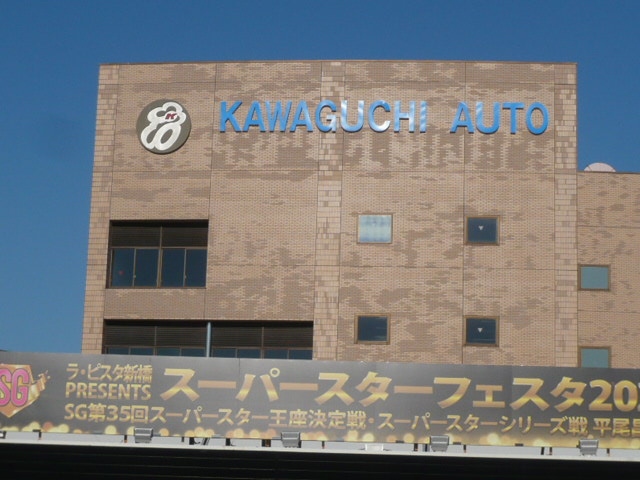 KAWAGUCHI AUTO
SG
ラ・ピスタ新橋
PRESENTS
スーパースターフェスタ202
SG第35回スーパースター王座決定戦・スーパースターシリーズ戦 平尾昌